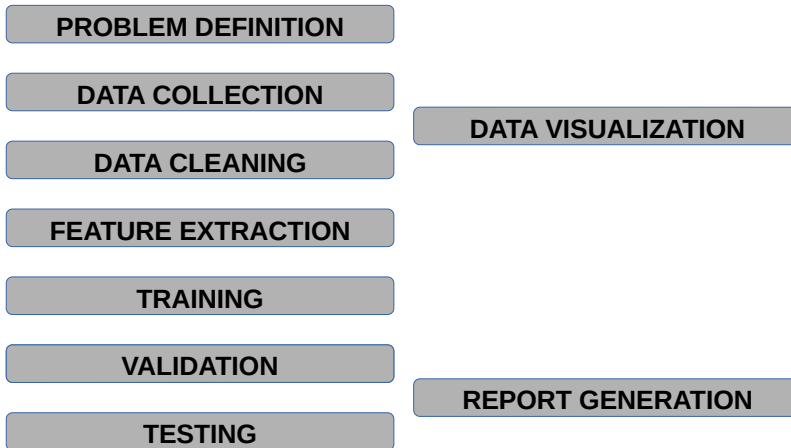 PROBLEM DEFINITION
DATA COLLECTION
DATA CLEANING
FEATURE EXTRACTION
TRAINING
VALIDATION
TESTING
DATA VISUALIZATION
REPORT GENERATION